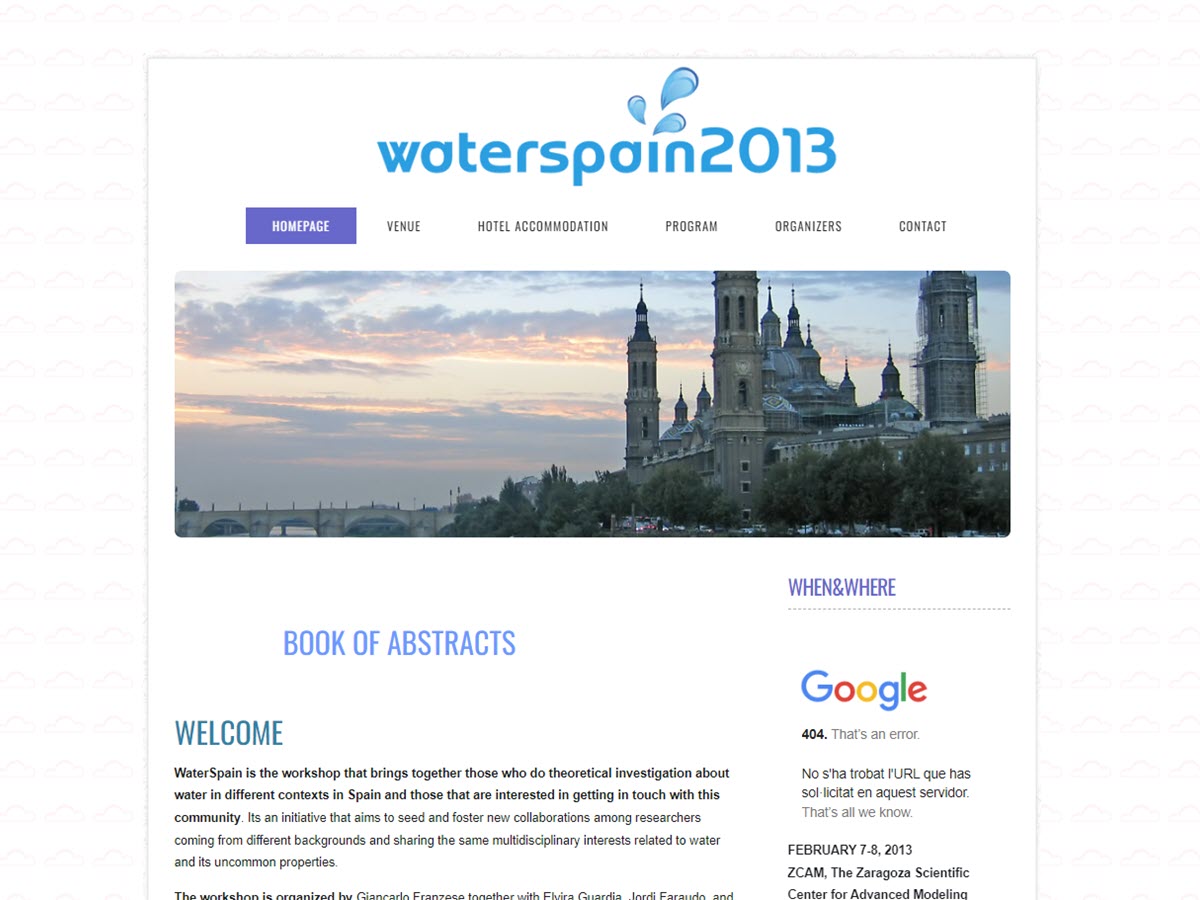 waterspain2013
HOMEPAGE
VENUE
HOTEL ACCOMMODATION
PROGRAM
ORGANIZERS
CONTACT
BOOK OF ABSTRACTS
WELCOME
WaterSpain is the workshop that brings together those who do theoretical investigation about
water in different contexts in Spain and those that are interested in getting in touch with this
community. Its an initiative that aims to seed and foster new collaborations among researchers
coming from different backgrounds and sharing the same multidisciplinary interests related to water
and its uncommon properties.
The workshop is organized by Giancarlo Franzese together with Elvira Guardia, Jordi Faraudo, and
WHEN&WHERE
Google
404. That's an error.
No s'ha trobat l'URL que has
sol·licitat en aquest servidor.
That's all we know.
FEBRUARY 7-8, 2013
ZCAM, The Zaragoza Scientific
Center for Advanced Modeling